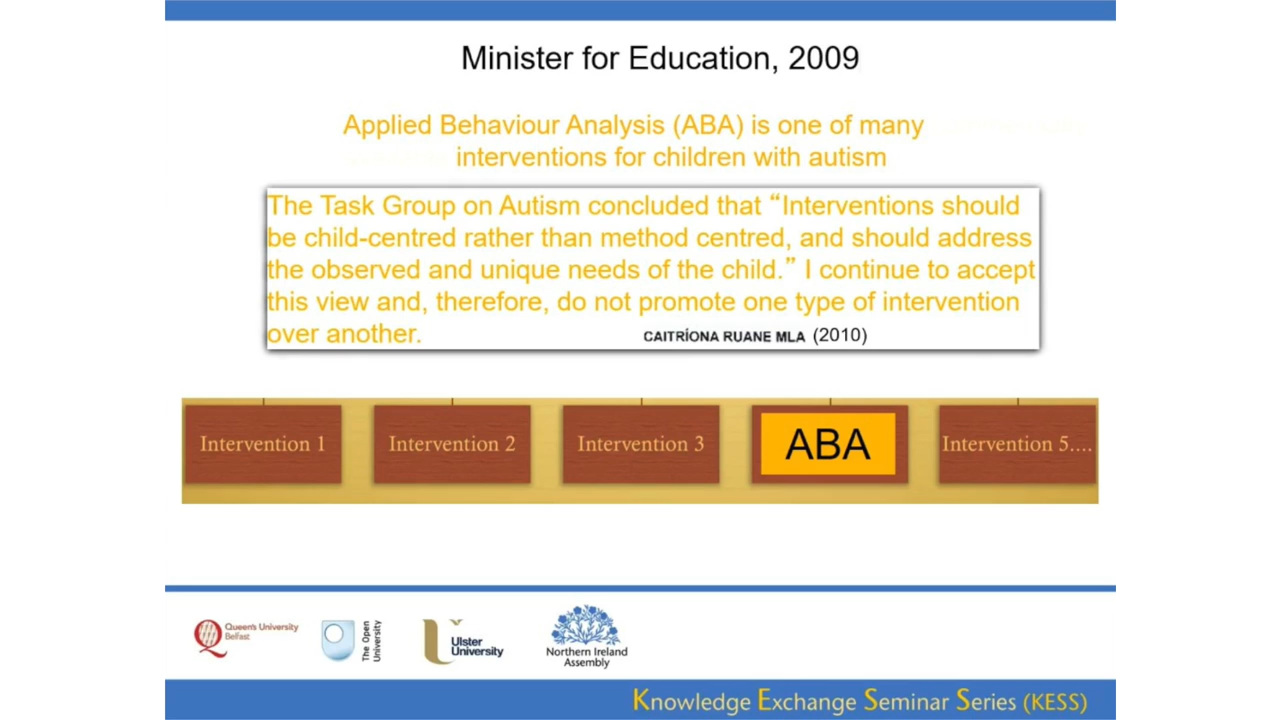 Minister for Education, 2009
Applied Behaviour Analysis (ABA) is one of many
interventions for children with autism
The Task Group on Autism concluded that “Interventions should
be child-centred rather than method centred, and should address
the observed and unique needs of the child.” I continue to accept
this view and, therefore, do not promote one type of intervention
over another.
CAITRÍONA RUANE MLA (2010)
Intervention 1
Intervention 2
Intervention 3
ABA
Intervention 5....
Queen's University
Belfast
The Open
University
Ulster
University
Northern Ireland
Assembly
Knowledge Exchange Seminar Series (KESS)